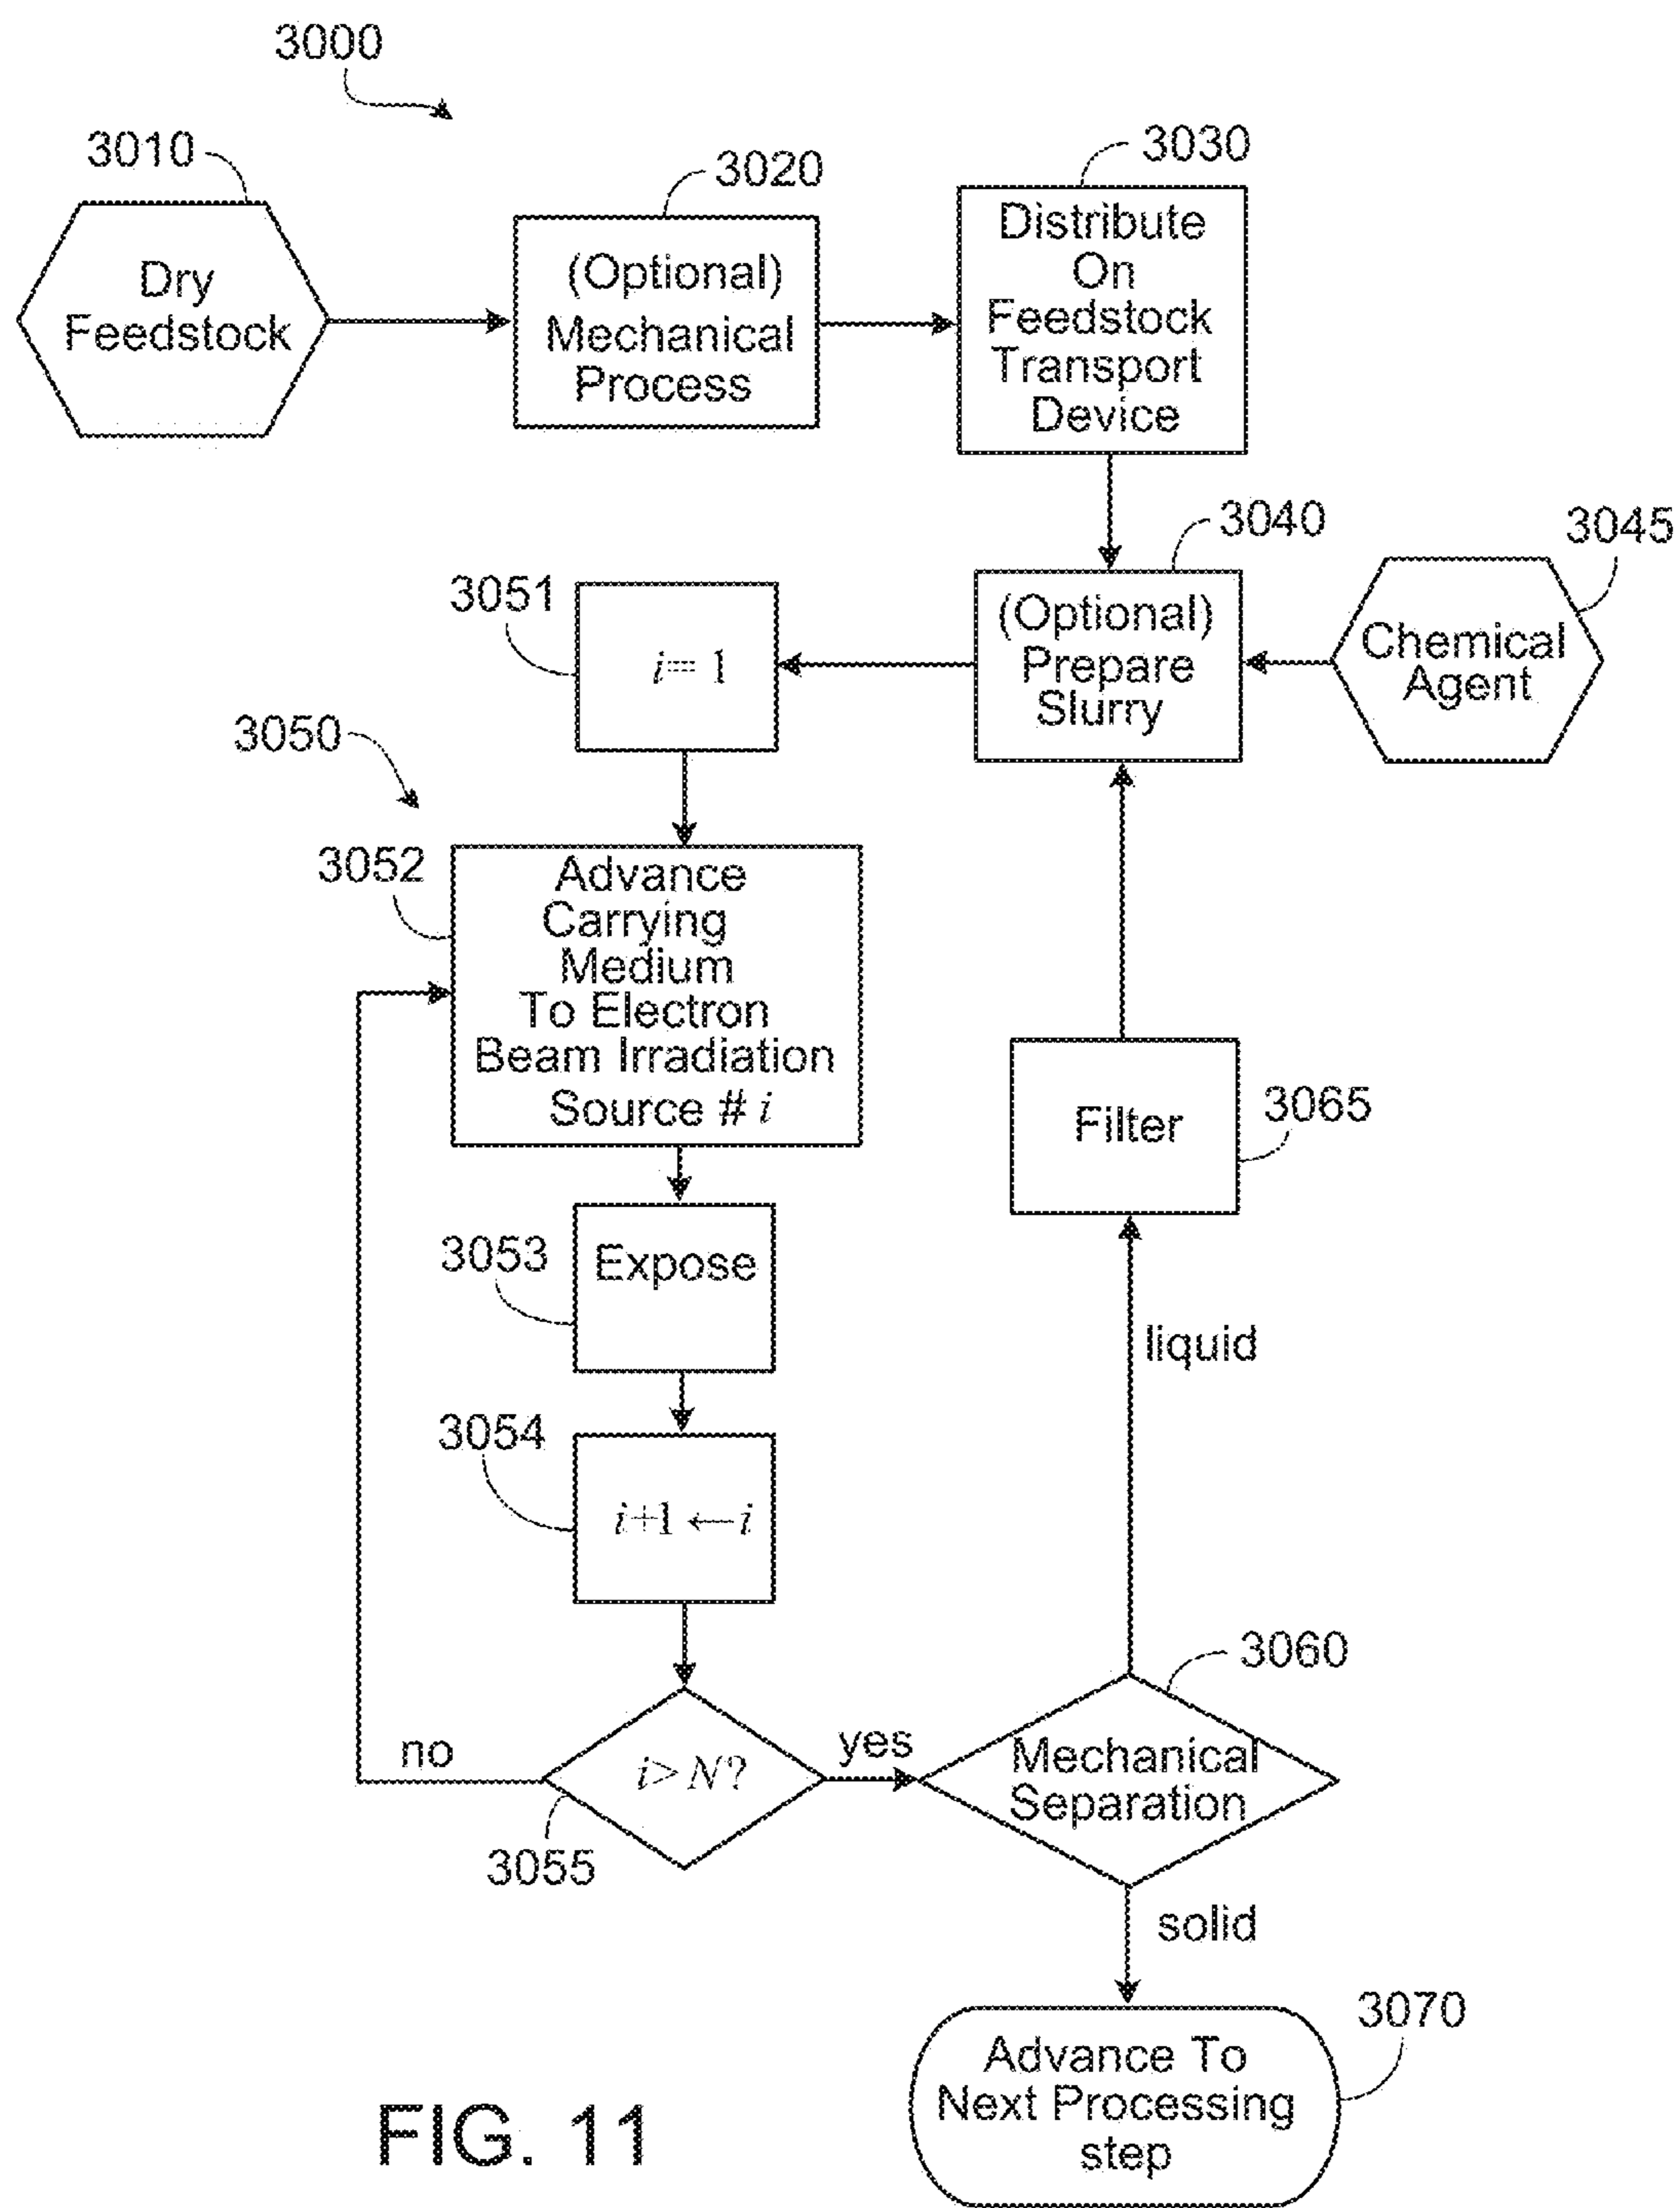 3000
3010
Dry
Feedstock
3020
(Optional)
Mechanical
Process
3030
Distribute
On
Feedstock
Transport
Device
3040
(Optional)
Prepare
Slurry
3045
Chemical
Agent
3051
i= 1
3050
3052
Advance
Carrying
Medium
To Electron
Beam Irradiation
Source # i
3053
Expose
3054
i+1 ←i
3055
i> N?
no
yes
3060
Mechanical
Separation
liquid
Filter
3065
solid
3070
Advance To
Next Processing
step
FIG. 11